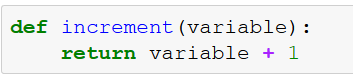 def increment(variable):
    return variable + 1